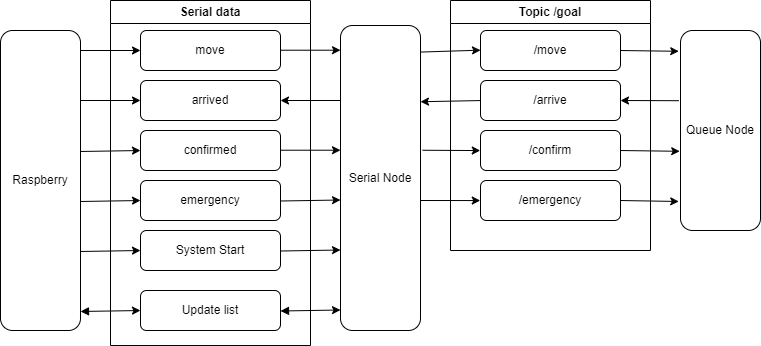 Serial data
Topic /goal
move
/move
arrived
/arrive
Queue Node
confirmed
/confirm
Raspberry
Serial Node
emergency
/emergency
System Start
Update list